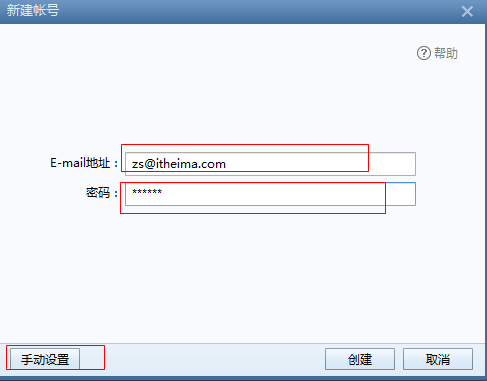 新建帐号
帮助
E-mail地址： zs@itheima.com
密码： ******
手动设置 创建 取消